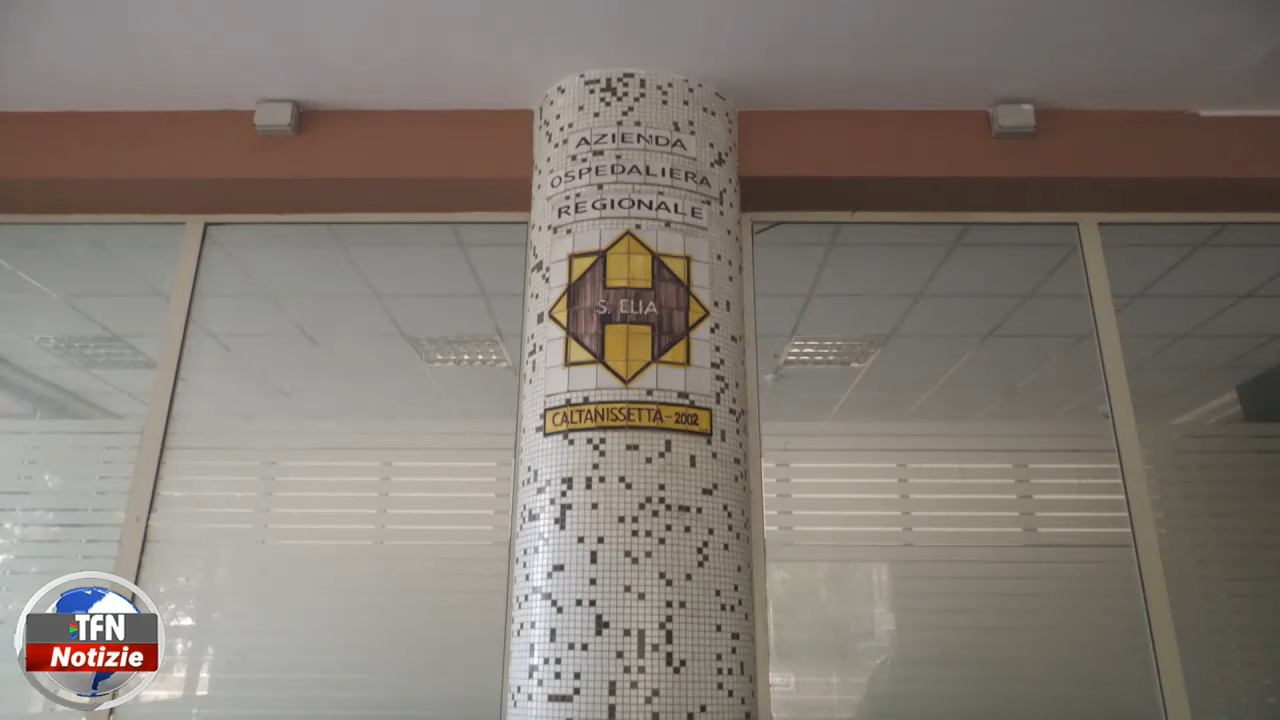 AZIENDA
OSPEDALIERA
REGIONALE
S. ELIA
CALTANISSETTA-2002
TFN
Notizie